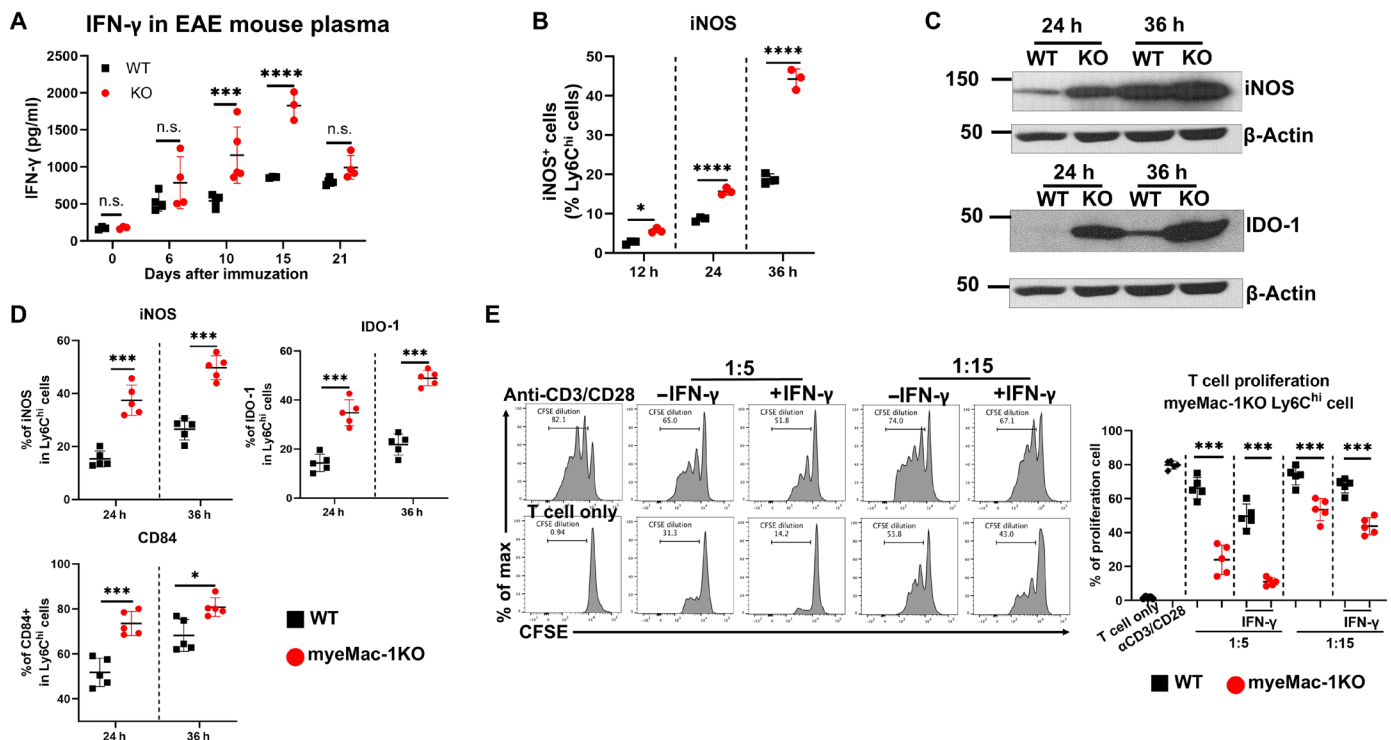 A
IFN-γ in EAE mouse plasma
IFN-γ (pg/ml)
2500
2000
1500
1000
500
0
WT
KO
n.s.
n.s.
***
****
n.s.
0
6
10
15
21
Days after immuzation
B
iNOS
iNOS+ cells
(% Ly6Chi cells)
50
40
30
20
10
0
*
****
****
12 h
24
36 h
C
24 h
36 h
WT
KO
WT
KO
150
iNOS
50
β-Actin
24 h
36 h
WT
KO
WT
KO
50
IDO-1
50
β-Actin
D
iNOS
%of iNOS
in Ly6Chi cells
60
40
20
0
***
***
24 h
36 h
IDO-1
%of IDO-1
in Ly6Chi cells
60
40
20
0
***
***
24 h
36 h
CD84
%of CD84+
in Ly6Chi cells
100
80
60
40
***
*
24 h
36 h
WT
myeMac-1KO
E
1:5
1:15
Anti-CD3/CD28
–IFN-γ
+IFN-γ
–IFN-γ
+IFN-γ
CFSE dilution
82.1
CFSE dilution
65.0
CFSE dilution
51.8
CFSE dilution
74.0
CFSE dilution
67.1
T cell only
CFSE dilution
0.94
CFSE dilution
31.3
CFSE dilution
14.2
CFSE dilution
53.8
CFSE dilution
43.0
% of max
CFSE
T cell proliferation
myeMac-1KO Ly6Chi cell
% of proliferation cell
100
80
60
40
20
0
***
***
***
***
T cell only
αCD3/CD28
IFN-γ
IFN-γ
1:5
1:15
WT
myeMac-1KO